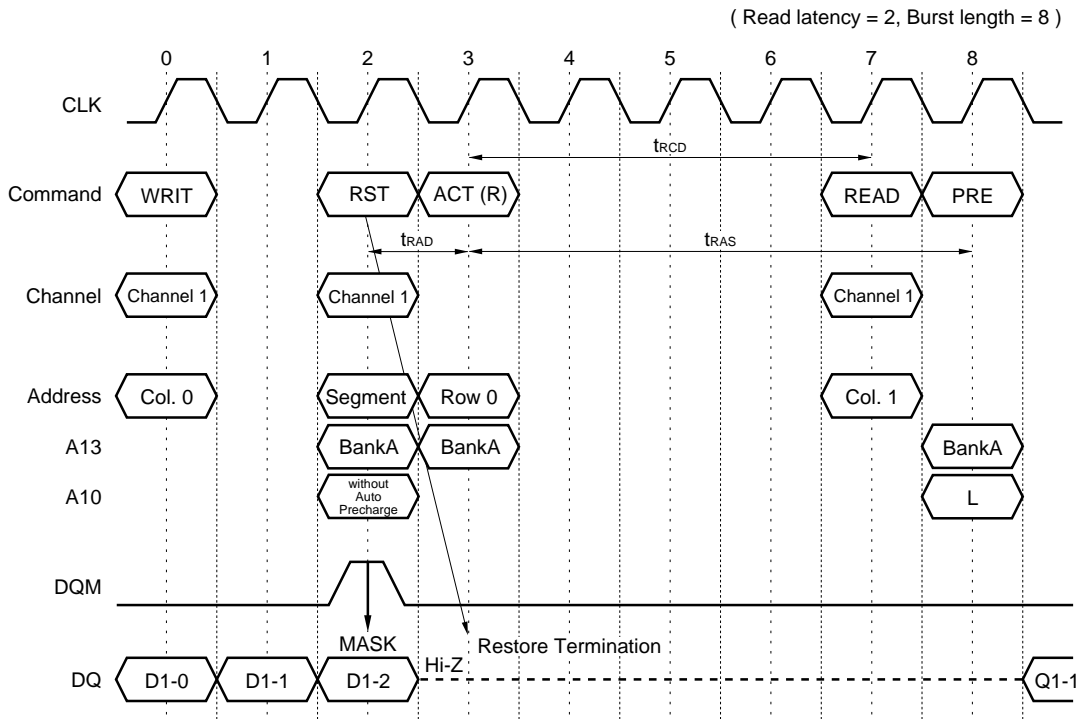 ( Read latency = 2, Burst length = 8 )
0 1 2 3 4 5 6 7 8
CLK
tRCD
Command WRIT RST ACT (R) READ PRE
tRAD tRAS
Channel Channel 1 Channel 1 Channel 1
Address Col. 0 Segment Row 0 Col. 1
A13 BankA BankA BankA
A10 without Auto Precharge L
DQM
MASK Restore Termination
Hi-Z
DQ D1-0 D1-1 D1-2 Q1-1